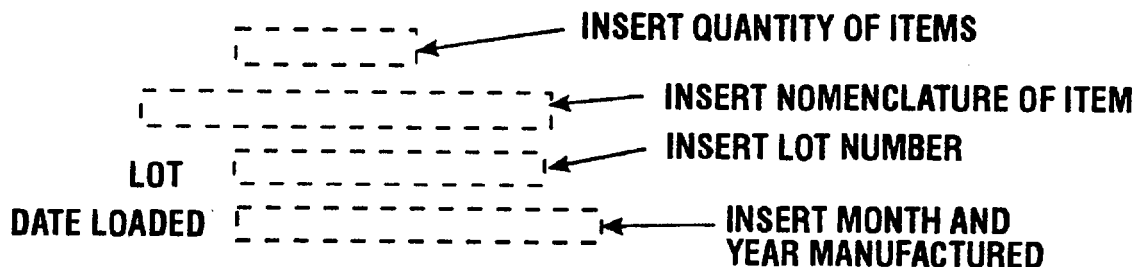 INSERT QUANTITY OF ITEMS
INSERT NOMENCLATURE OF ITEM
LOT INSERT LOT NUMBER
DATE LOADED INSERT MONTH AND
YEAR MANUFACTURED